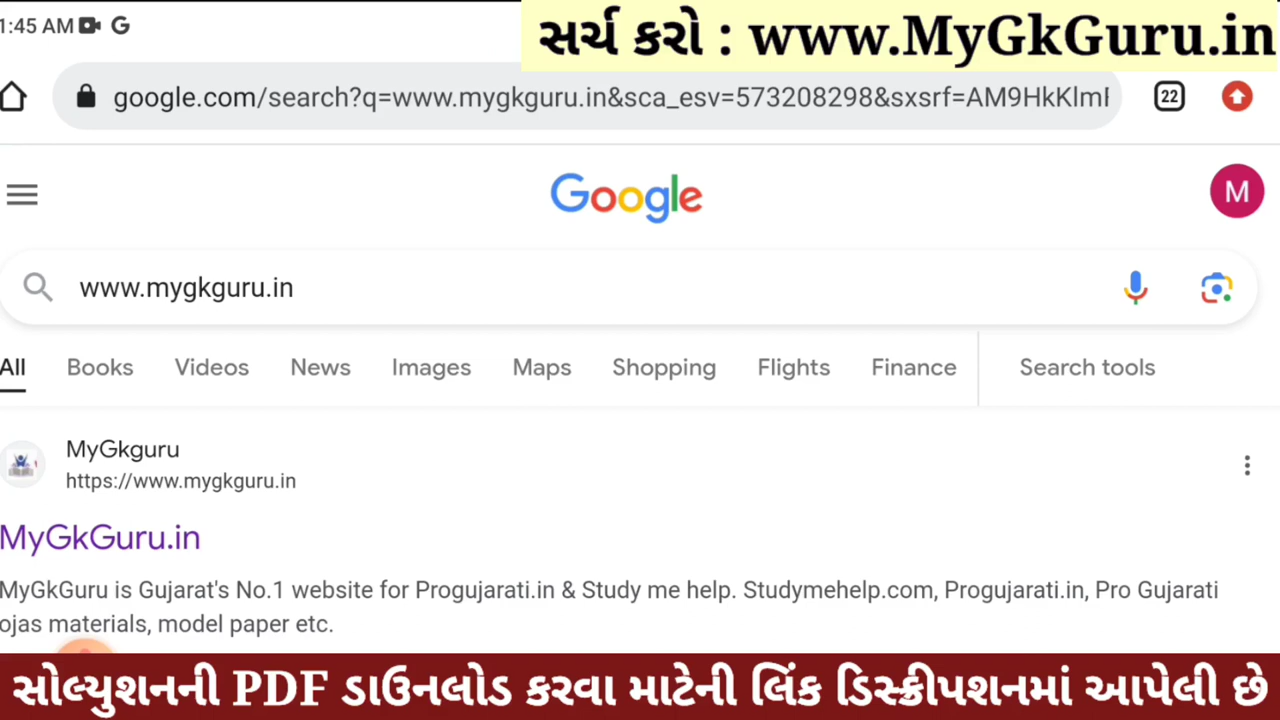 1:45 AM G
સર્ચ કરો : www.MyGkGuru.in
google.com/search?q=www.mygkguru.in&sca_esv=573208298&sxsrf=AM9HkKlm
22
Google
M
www.mygkguru.in
All Books Videos News Images Maps Shopping Flights Finance Search tools
MyGkguru
https://www.mygkguru.in
MyGkGuru.in
MyGkGuru is Gujarat's No.1 website for Progujarati.in & Study me help. Studymehelp.com, Progujarati.in, Pro Gujarati
ojas materials, model paper etc.
સોલ્યુશનની PDF ડાઉનલોડ કરવા માટેની લિંક ડિસ્ક્રીપશનમાં આપેલી છે